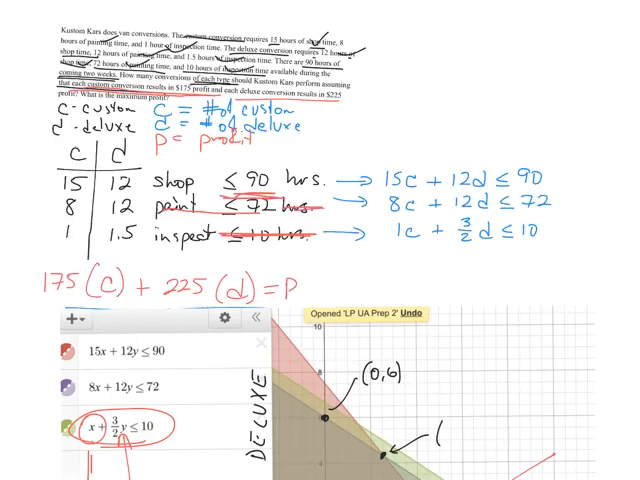 Kustom Kars does van conversions. The custom conversion requires 15 hours of shop time, 8
hours of painting time, and 1 hour of inspection time. The deluxe conversion requires 12 hours of
shop time, 12 hours of painting time, and 1.5 hours of inspection time. There are 90 hours of
shop time, 72 hours of painting time, and 10 hours of inspection time available during the
coming two weeks. How many conversions of each type should Kustom Kars perform assuming
that each custom conversion results in $175 profit and each deluxe conversion results in $225
profit? What is the maximum profit?
c - custom
d - deluxe
c = # of custom
d = # of deluxe
P = profit
c d
15 12 shop ≤ 90 hrs. → 15c + 12d ≤ 90
8 12 paint ≤ 72 hrs. → 8c + 12d ≤ 72
1 1.5 inspect ≤ 10 hrs. → 1c + 3/2 d ≤ 10
175 (c) + 225 (d) = P
Opened 'LP UA Prep 2' Undo
15x + 12y ≤ 90
8x + 12y ≤ 72
x + 3/2 y ≤ 10
DELUXE
10
8
4
(0,6)
(